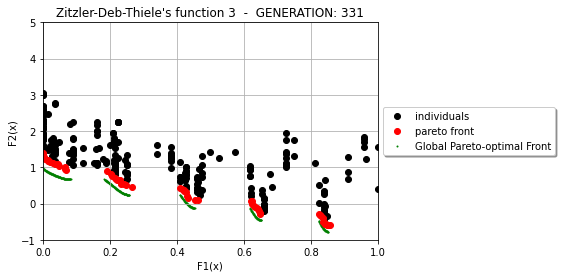 Zitzler-Deb-Thiele's function 3 - GENERATION: 331
5
4
3
2
1
0
−1
F2(x)
0.0 0.2 0.4 0.6 0.8 1.0
F1(x)
individuals
pareto front
Global Pareto-optimal Front